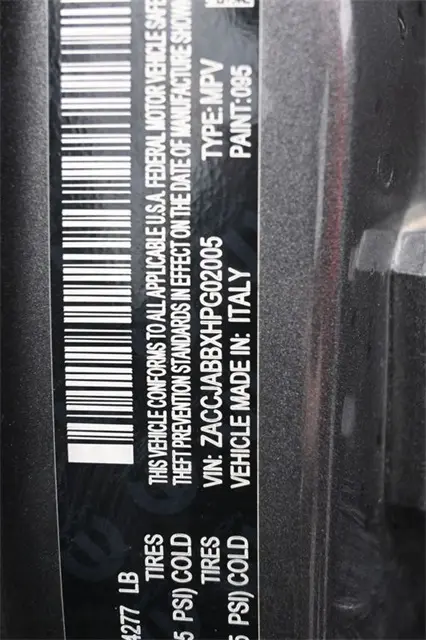 4277 LB
THIS VEHICLE CONFORMS TO ALL APPLICABLE U.S.A. FEDERAL MOTOR VEHICLE SAFE
TIRES THEFT PREVENTION STANDARDS IN EFFECT ON THE DATE OF MANUFACTURE SHOWN
5 PSI) COLD
TIRES VIN: ZACCJABBXHPG02005 TYPE: MPV
5 PSI) COLD VEHICLE MADE IN: ITALY PAINT: 095